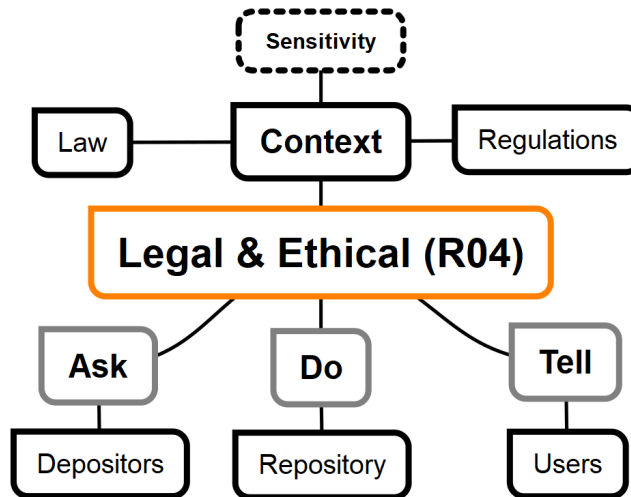 Sensitivity
Law
Context
Regulations
Legal & Ethical (R04)
Ask
Do
Tell
Depositors
Repository
Users